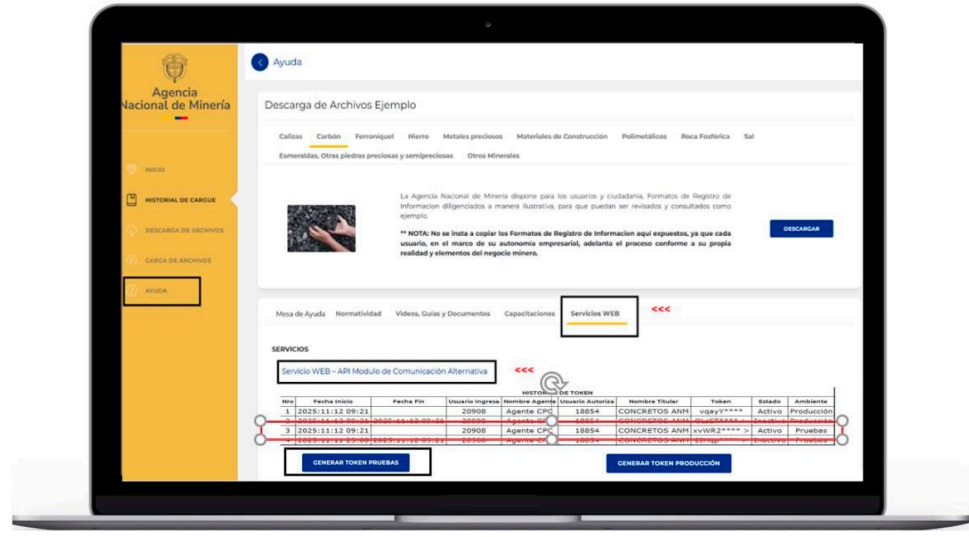 Agencia
Nacional de Minería
INICIO
HISTORIAL DE CARGUE
DESCARGA DE ARCHIVOS
CARGA DE ARCHIVOS
AYUDA
Ayuda
Descarga de Archivos Ejemplo
Calizas Carbón Ferroniquel Hierro Metales preciosos Materiales de Construcción Polimetálicos Roca Fosfórica Sal
Esmeraldas, Otras piedras preciosas y semipreciosas Otros Minerales
La Agencia Nacional de Minería dispone para los usuarios y ciudadanía, Formatos de Registro de
Informacion diligenciados a manera ilustrativa, para que puedan ser revisados y consultados como
ejemplo.
** NOTA: No se insta a copiar los Formatos de Registro de Informacion aquí expuestos, ya que cada
usuario, en el marco de su autonomía empresarial, adelanta el proceso conforme a su propia
realidad y elementos del negocio minero.
DESCARGAR
Mesa de Ayuda Normatividad Videos, Guias y Documentos Capacitaciones Servicios WEB <<<
SERVICIOS
Servicio WEB – API Modulo de Comunicación Alternativa <<<
DE TOKEN
Nro Fecha Inicio Fecha Fin Usuario Ingresa Nombre Agente Usuario Autoriza Nombre Titular Token Estado Ambiente
1 2025:11:12 09:21 20908 Agente CPC 18854 CONCRETOS ANM vqayY**** Activo Producción
3 2025:11:12 09:21 20908 Agente CPC 18854 CONCRETOS ANM xvWR2**** > Activo Pruebas
GENERAR TOKEN PRUEBAS
GENERAR TOKEN PRODUCCIÓN